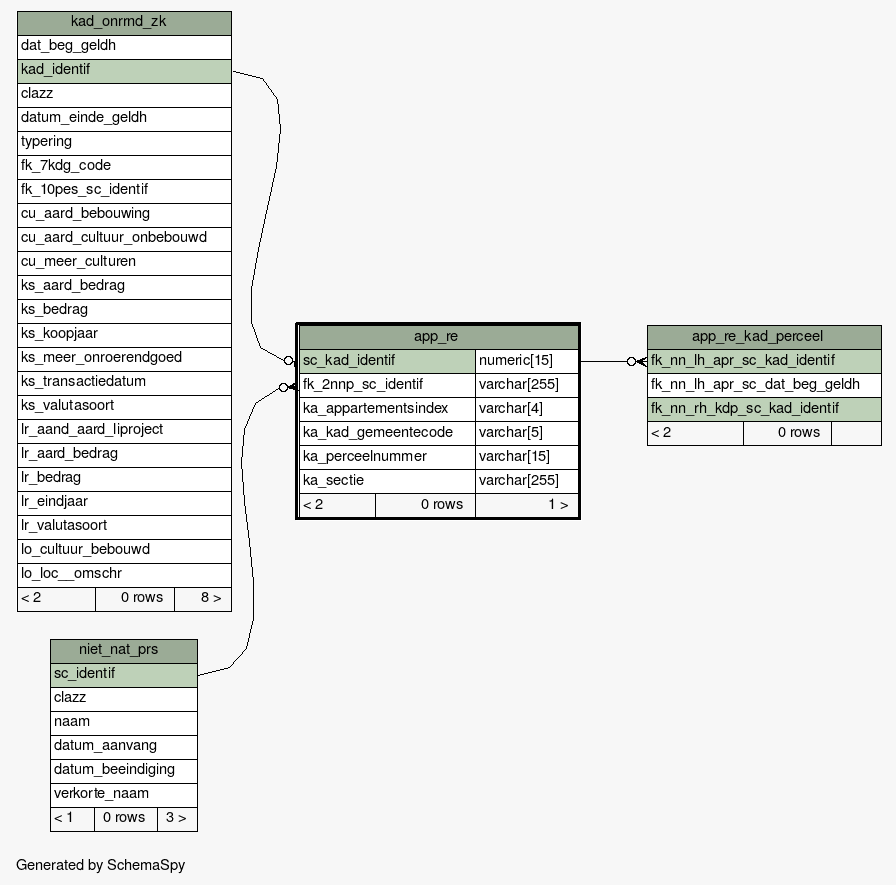 kad_onrrnd_zk
dat_beg_geldh
kad_identif
clazz
datum_einde_geldh
typering
fk_7kdg_code
fk_10pes_sc_identif
cu_aard_bebouwing
cu_aard_cultuur_onbebouwd
cu_meer_culturen
ks_aard_bedrag
ks_bedrag
ks_koopjaar
ks_meer_onroerendgoed
ks_transactiedatum
ks_valutasoort
lr_aand_aard_liproject
lr_aard_bedrag
lr_bedrag
lr_eindjaar
lr_valutasoort
lo_cultuur_bebouwd
lo_loc__omschr
< 2 0 rows 8 >
niet_nat_prs
sc_identif
clazz
naam
datum_aanvang
datum_beeindiging
verkorte_naam
< 1 0 rows 3 >
app_re
sc_kad_identif numeric[15]
fk_2nnp_sc_identif varchar[255]
ka_appartementsindex varchar[4]
ka_kad_gemeentecode varchar[5]
ka_perceelnummer varchar[15]
ka_sectie varchar[255]
< 2 0 rows 1 >
app_re_kad_perceel
fk_nn_lh_apr_sc_kad_identif
fk_nn_lh_apr_sc_dat_beg_geldh
fk_nn_rh_kdp_sc_kad_identif
< 2 0 rows
Generated by SchemaSpy